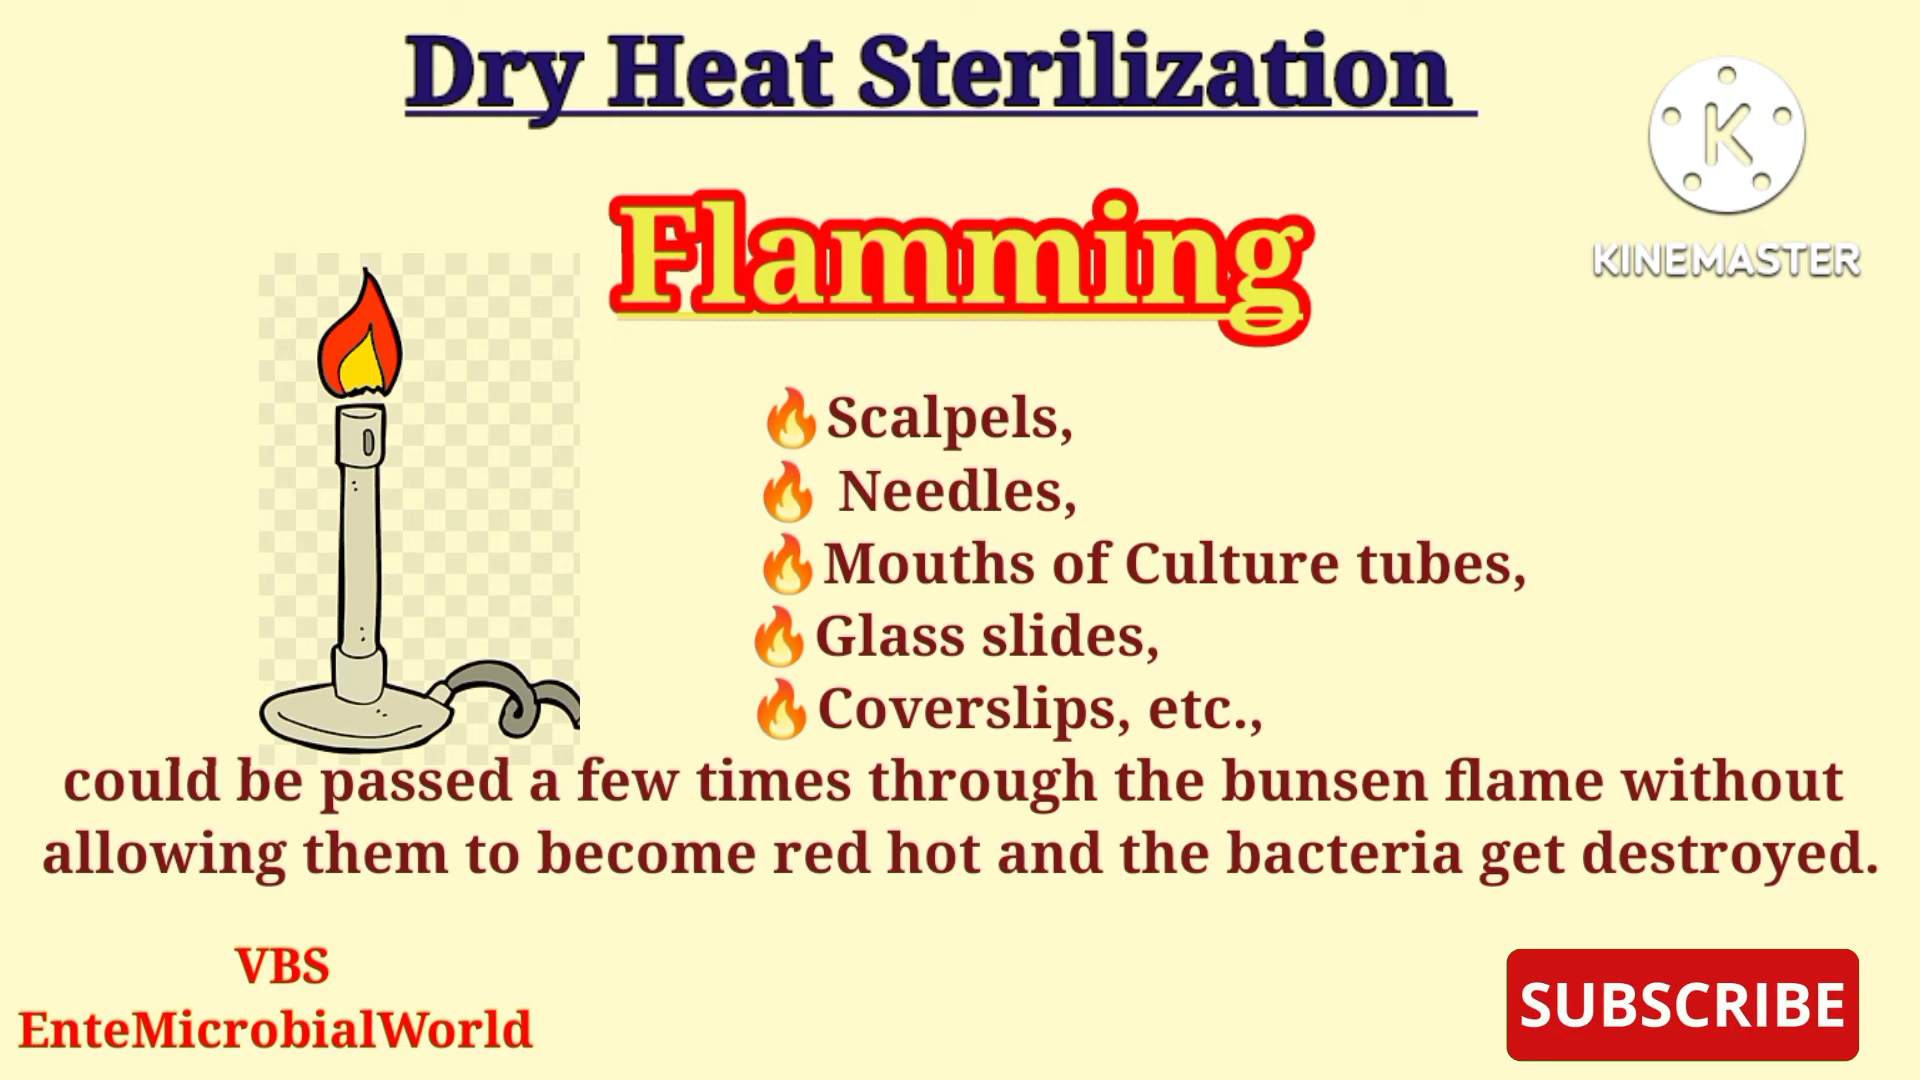 Dry Heat Sterilization
K
KINEMASTER
Flamming
🔥Scalpels,
🔥 Needles,
🔥Mouths of Culture tubes,
🔥Glass slides,
🔥Coverslips, etc.,
could be passed a few times through the bunsen flame without
allowing them to become red hot and the bacteria get destroyed.
VBS
EnteMicrobialWorld
SUBSCRIBE